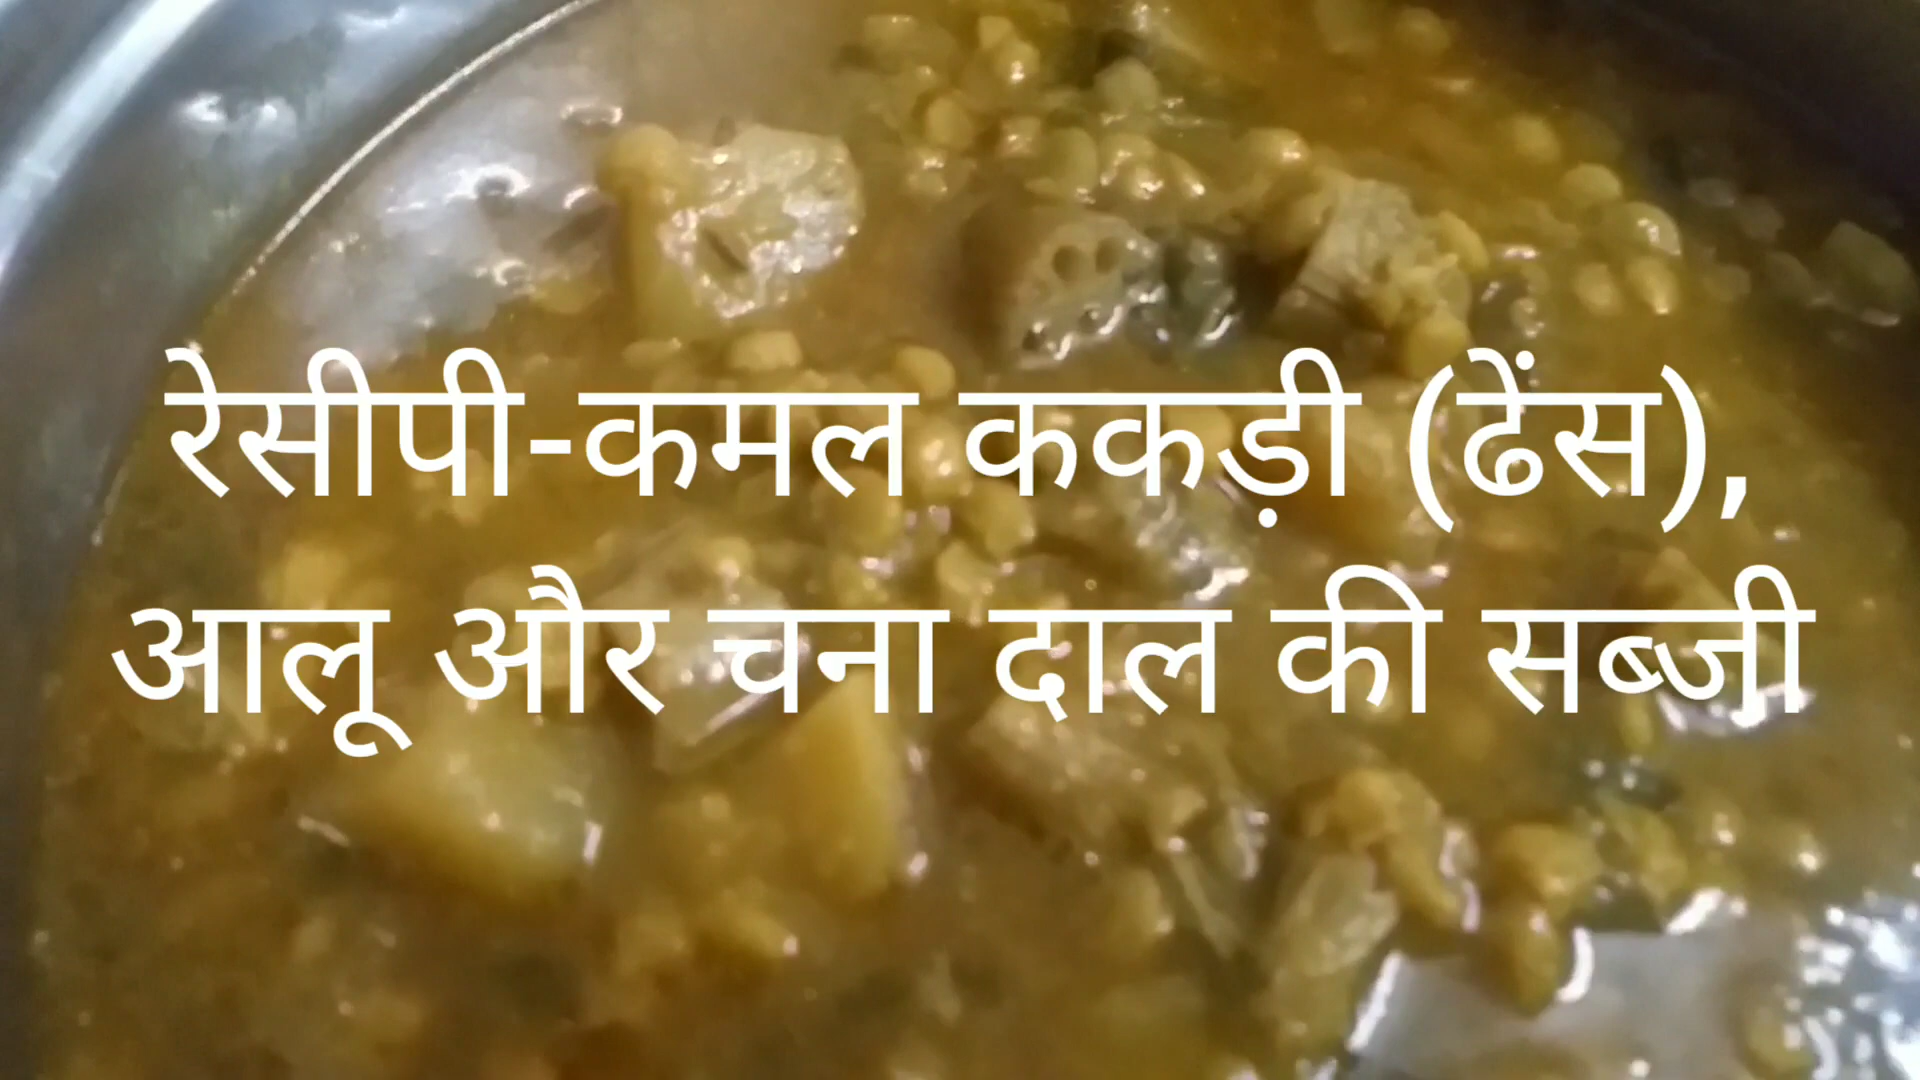 रेसीपी-कमल ककड़ी (ढेंस),
आलू और चना दाल की सब्जी